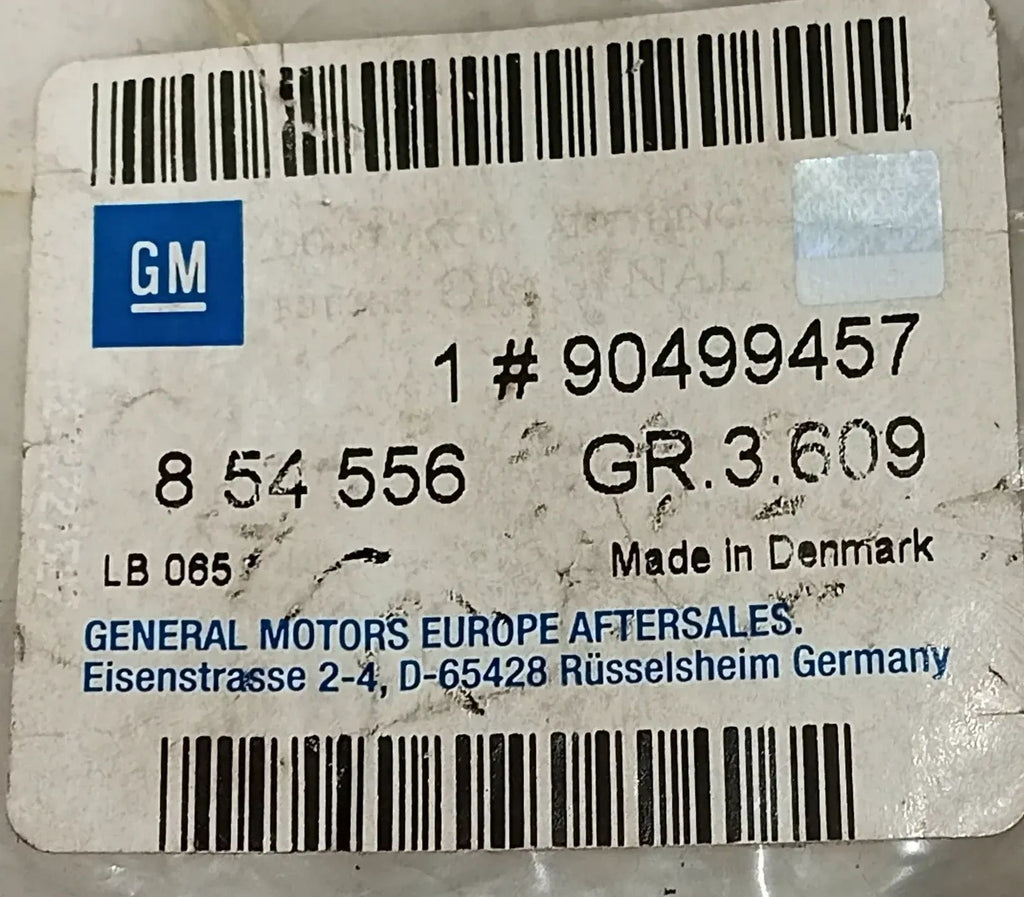 GM
1 # 90499457
8 54 556 GR.3.609
LB 065
Made in Denmark
GENERAL MOTORS EUROPE AFTERSALES.
Eisenstrasse 2-4, D-65428 Rüsselsheim Germany